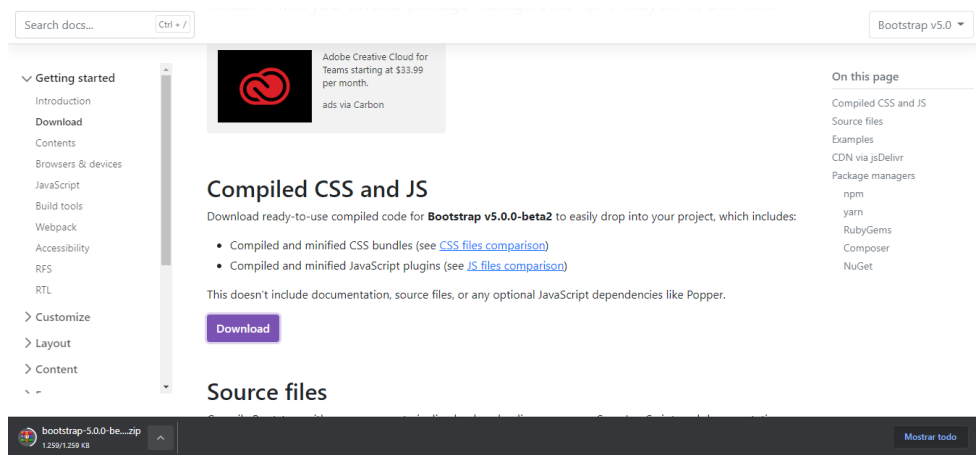 Search docs...
Ctrl + /
Bootstrap v5.0
Getting started
Introduction
Download
Contents
Browsers & devices
JavaScript
Build tools
Webpack
Accessibility
RFS
RTL
Customize
Layout
Content
Adobe Creative Cloud for
Teams starting at $33.99
per month.
ads via Carbon
Compiled CSS and JS
Download ready-to-use compiled code for Bootstrap v5.0.0-beta2 to easily drop into your project, which includes:
• Compiled and minified CSS bundles (see CSS files comparison)
• Compiled and minified JavaScript plugins (see JS files comparison)
This doesn't include documentation, source files, or any optional JavaScript dependencies like Popper.
Download
Source files
On this page
Compiled CSS and JS
Source files
Examples
CDN via jsDelivr
Package managers
npm
yarn
RubyGems
Composer
NuGet
bootstrap-5.0.0-be....zip
1.259/1.259 KB
Mostrar todo